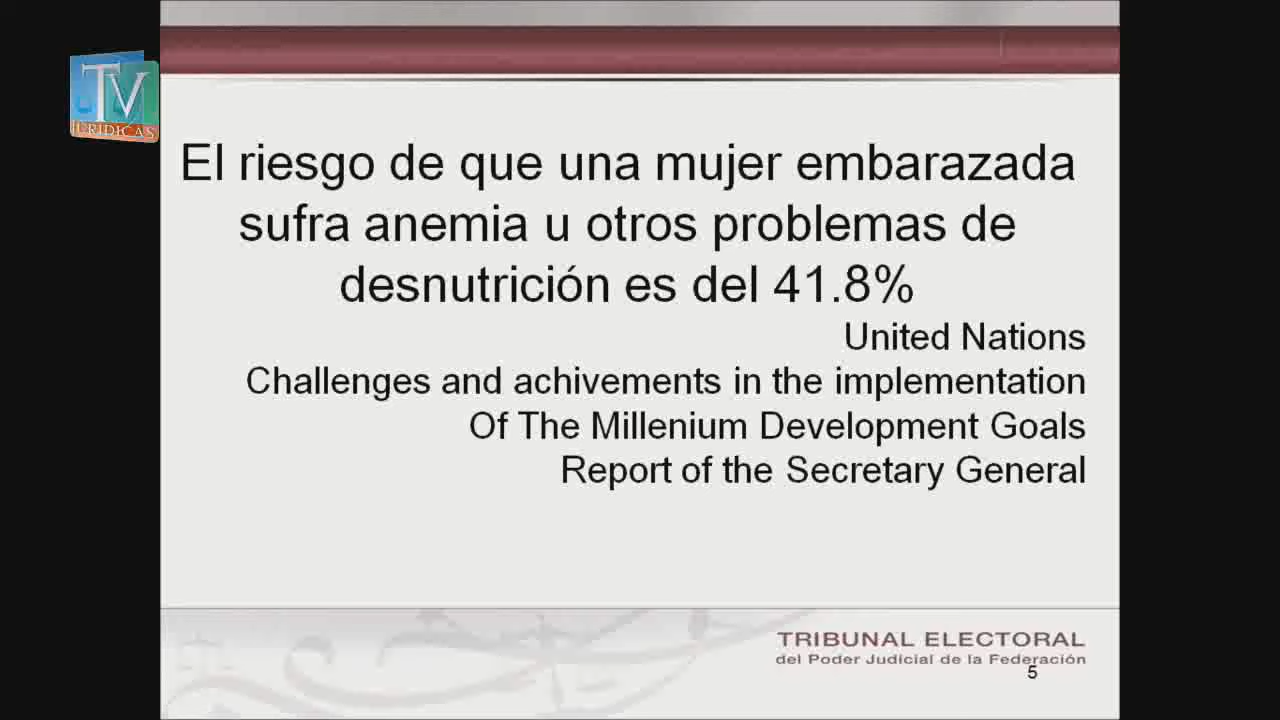 TV
JURIDICAS
El riesgo de que una mujer embarazada
sufra anemia u otros problemas de
desnutrición es del 41.8%
United Nations
Challenges and achivements in the implementation
Of The Millenium Development Goals
Report of the Secretary General
TRIBUNAL ELECTORAL
del Poder Judicial de la Federación
5